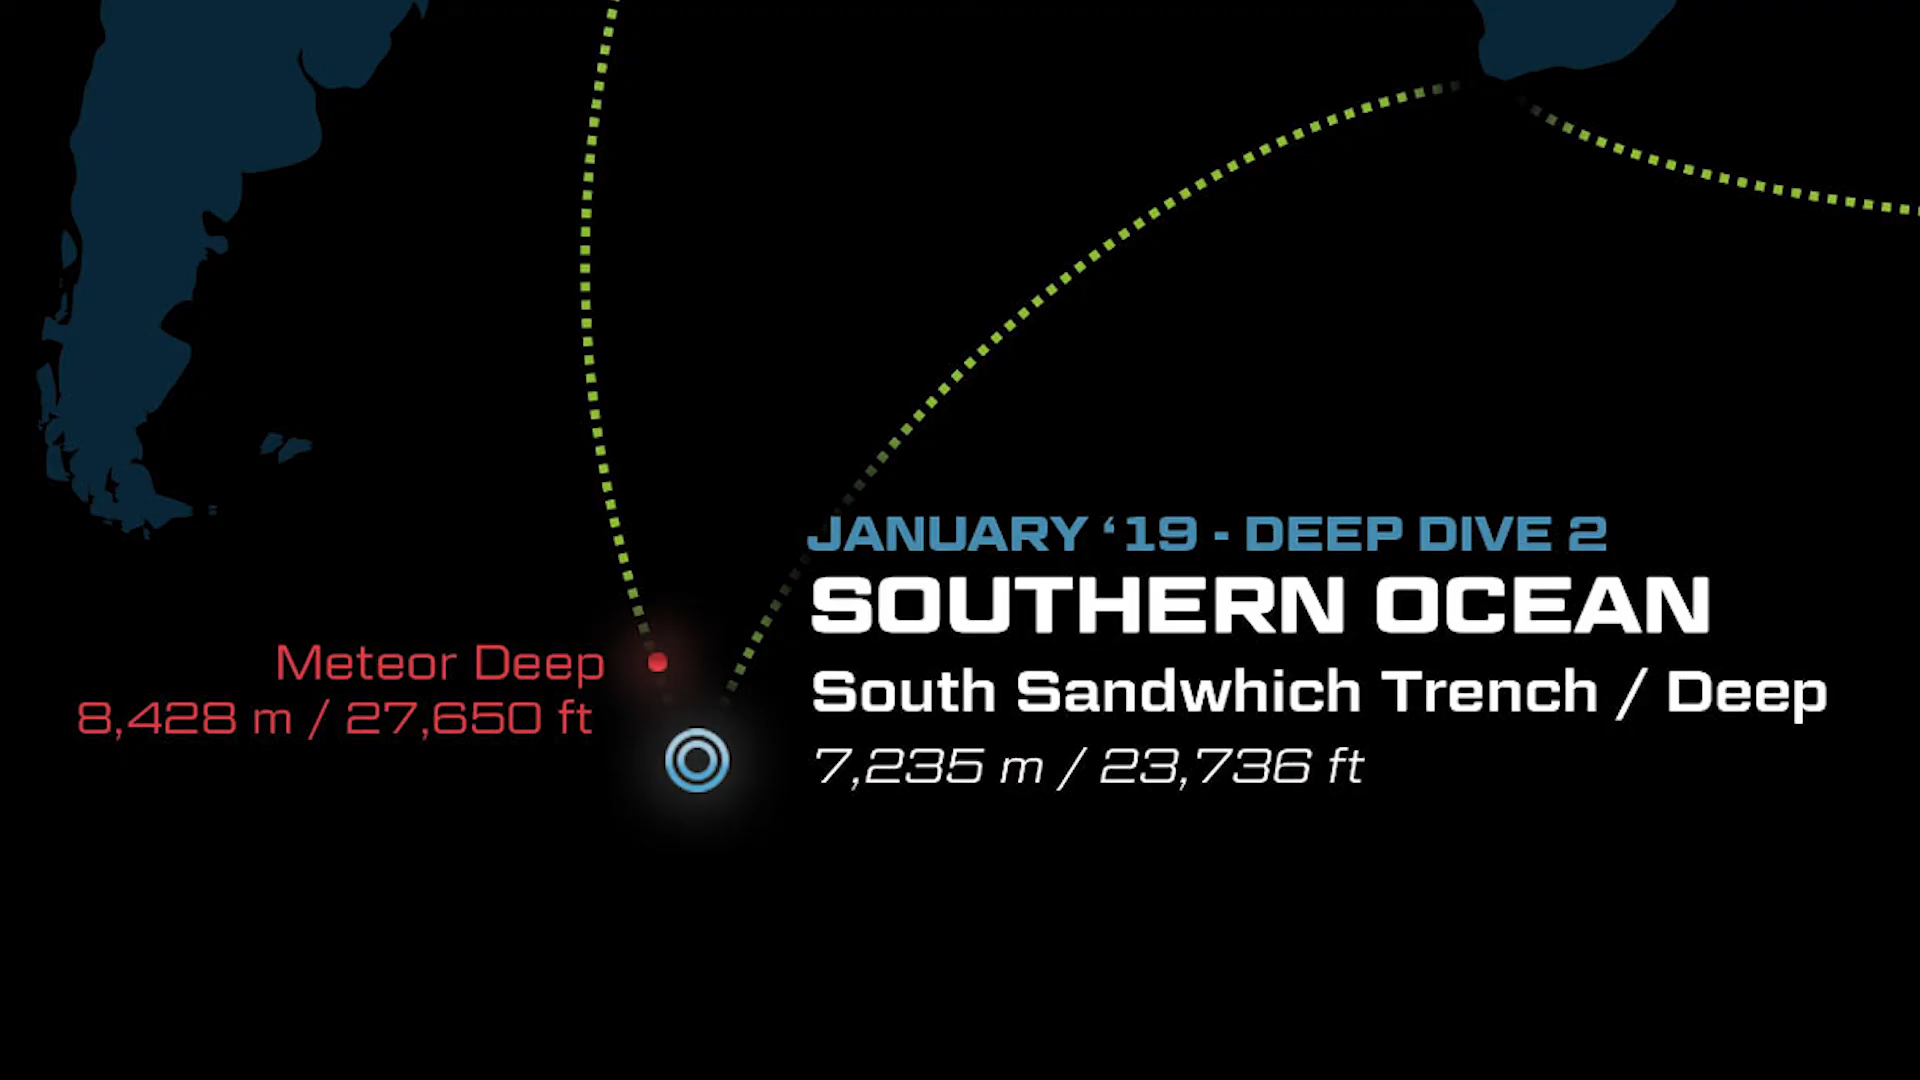 JANUARY ‘19 - DEEP DIVE 2
SOUTHERN OCEAN
South Sandwhich Trench / Deep
7,235 m / 23,736 ft
Meteor Deep
8,428 m / 27,650 ft